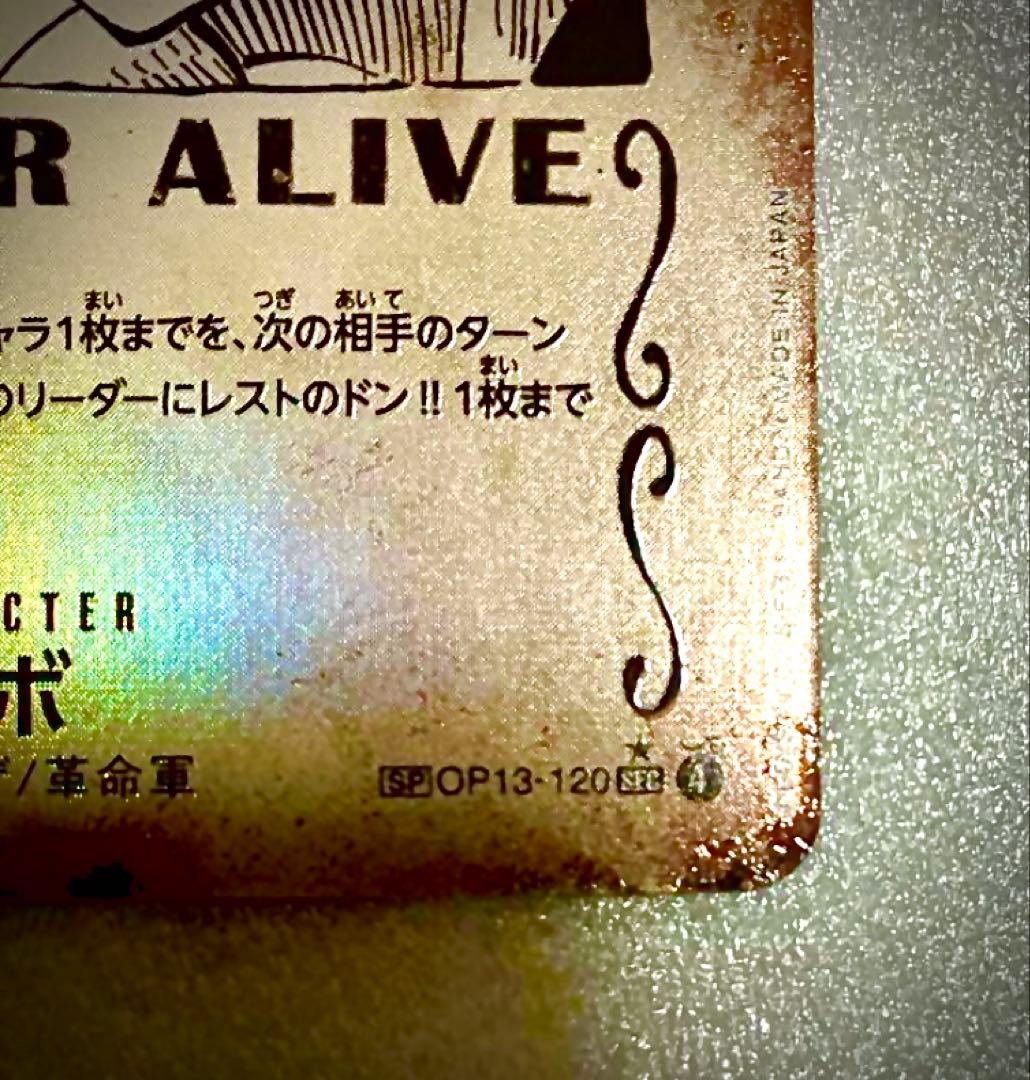 R ALIVE
ャラ1枚までを、次の相手のターン
のリーダーにレストのドン!! 1枚まで
CTER
ボ
/革命軍
SP OP13-120
MADE IN JAPAN